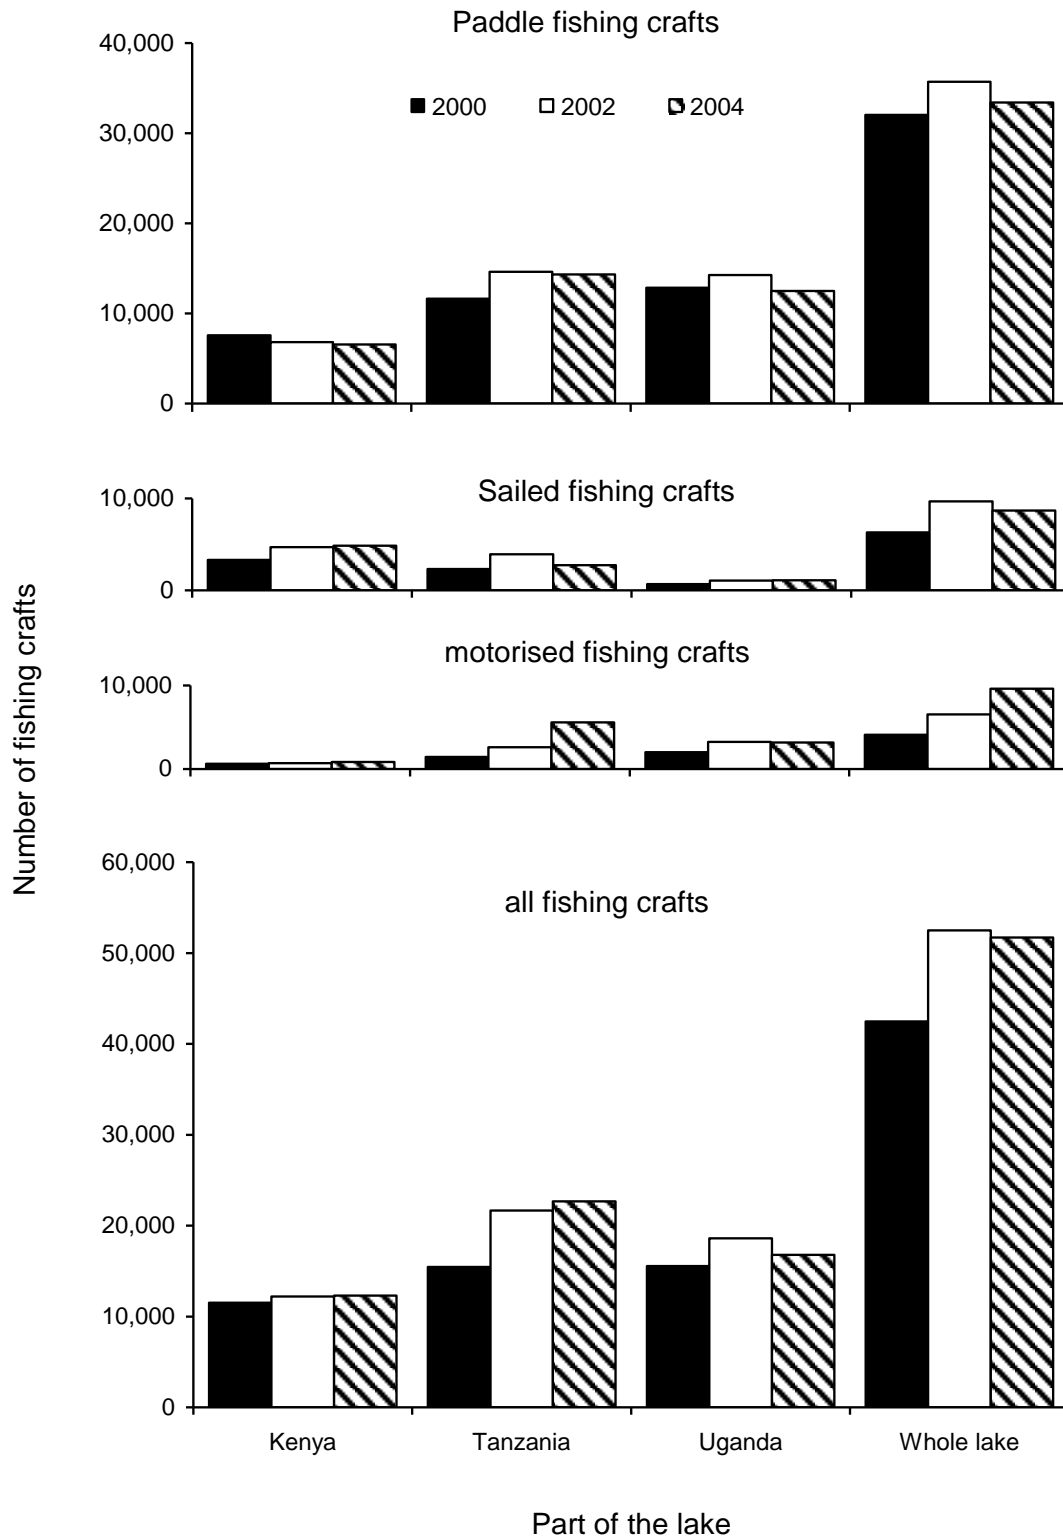 Paddle fishing crafts
40,000
2000 2002 2004
30,000
20,000
10,000
0
Sailed fishing crafts
10,000
0
motorised fishing crafts
10,000
0
Number of fishing crafts
60,000
all fishing crafts
50,000
40,000
30,000
20,000
10,000
0
Kenya Tanzania Uganda Whole lake
Part of the lake